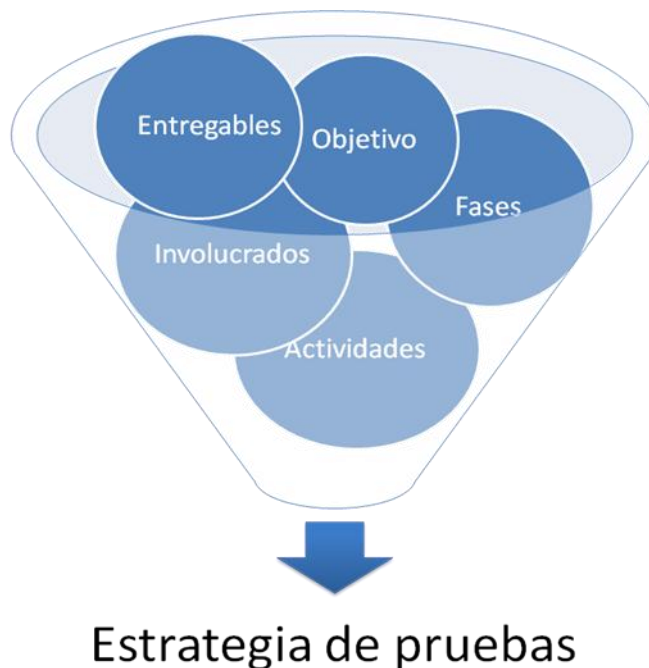 Entregables
Objetivo
Fases
Involucrados
Actividades
Estrategia de pruebas